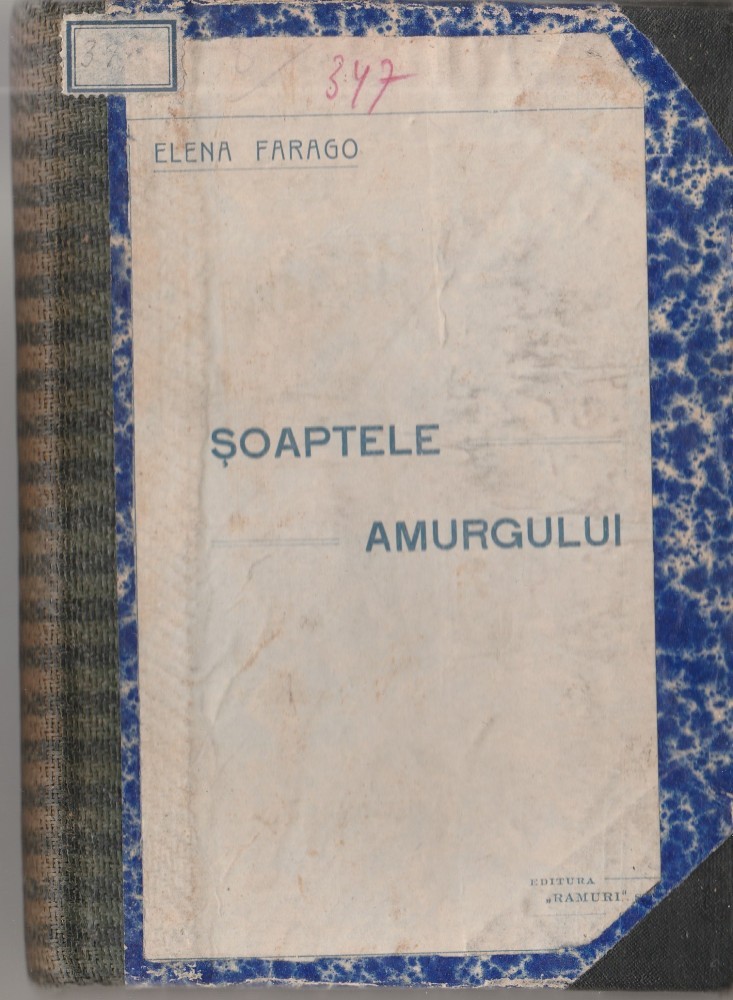 347
ELENA FARAGO
ŞOAPTELE
AMURGULUI
EDITURA
„RAMURI"